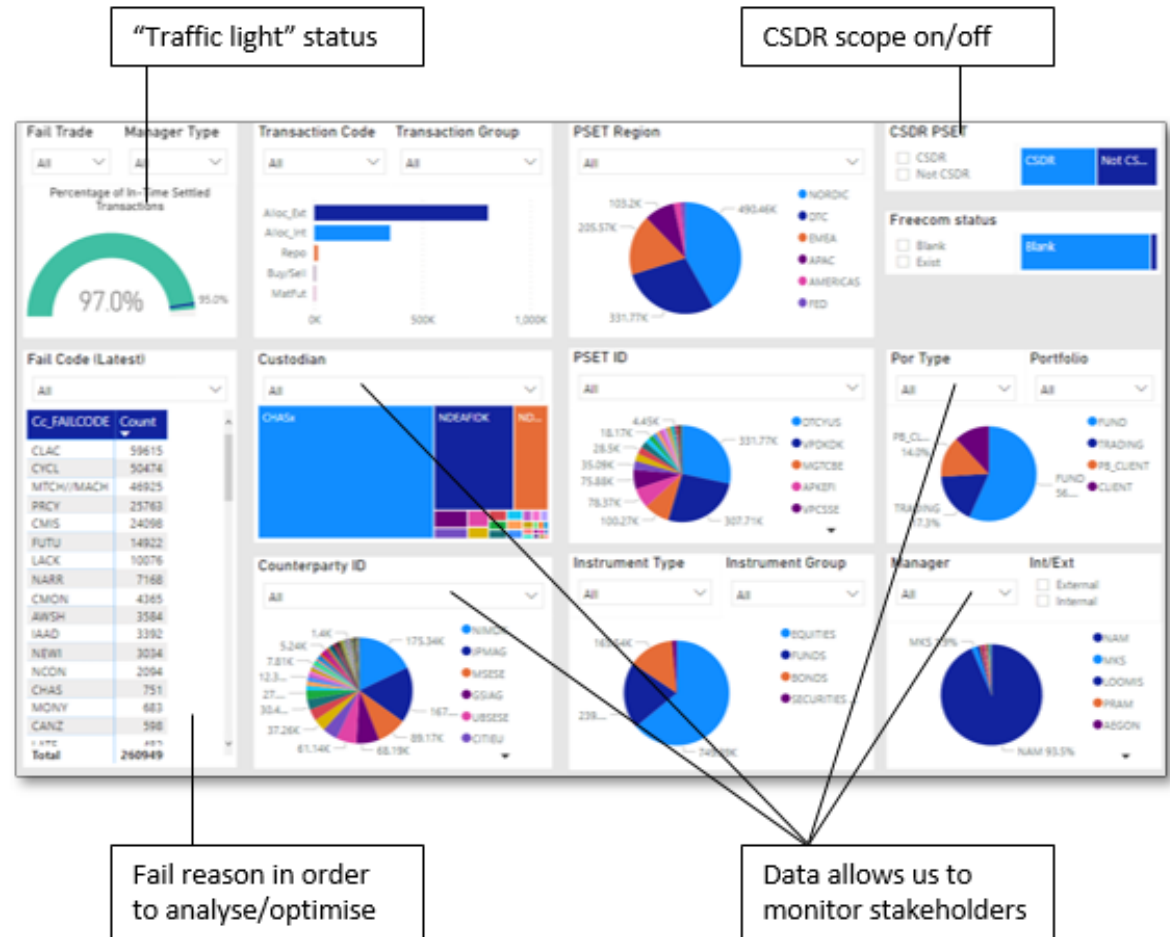 “Traffic light” status
CSDR scope on/off
Fail Trade
Manager Type
All
All
Percentage of In-Time Settled
Transactions
97.0%
95.0%
Transaction Code
Transaction Group
All
All
Alloc_Ext
Alloc_Int
Repo
Buy/Sell
MatFut
0K
500K
1,000K
PSET Region
All
103.2K
490.46K
205.57K
331.77K
NORDIC
DTC
EMEA
APAC
AMERICAS
FED
CSDR PSET
CSDR
Not CSDR
CSDR
Not CS...
Freecom status
Blank
Exist
Blank
Fail Code (Latest)
All
Cc_FAILCODE Count
CLAC 59615
CYCL 50474
MTCH//MACH 46925
PRCY 25763
CMIS 24098
FUTU 14922
LACK 10076
NARR 7168
CMON 4365
AWSH 3584
IAAD 3392
NEWI 3034
NCON 2094
CHAS 751
MONY 683
CANZ 598
Total 260949
Custodian
All
CHASe
NDEAFIOK
ND...
PSET ID
All
4.45K
18.17K
28.5K
35.09K
75.88K
78.37K
100.27K
331.77K
307.71K
DTCYUS
VPDKDK
MGTCBE
APKEFI
VPCSSE
Por Type
Portfolio
All
All
PB_CL...
14.0%
TRADING
17.3%
FUND
56....
FUND
TRADING
PB_CLIENT
CLIENT
Counterparty ID
All
1.4K
5.24K
7.81K
12.3...
27...
30.4...
37.26K
61.14K
68.19K
89.17K
167...
175.34K
JPMAG
MSESE
GSIAG
UBSESE
CITIEU
Instrument Type
Instrument Group
All
All
239...
EQUITIES
FUNDS
BONDS
SECURITIES
Manager
Int/Ext
All
External
Internal
NAM 93.5%
NAM
MKS
LOOMIS
PRAM
AEGON
Fail reason in order
to analyse/optimise
Data allows us to
monitor stakeholders